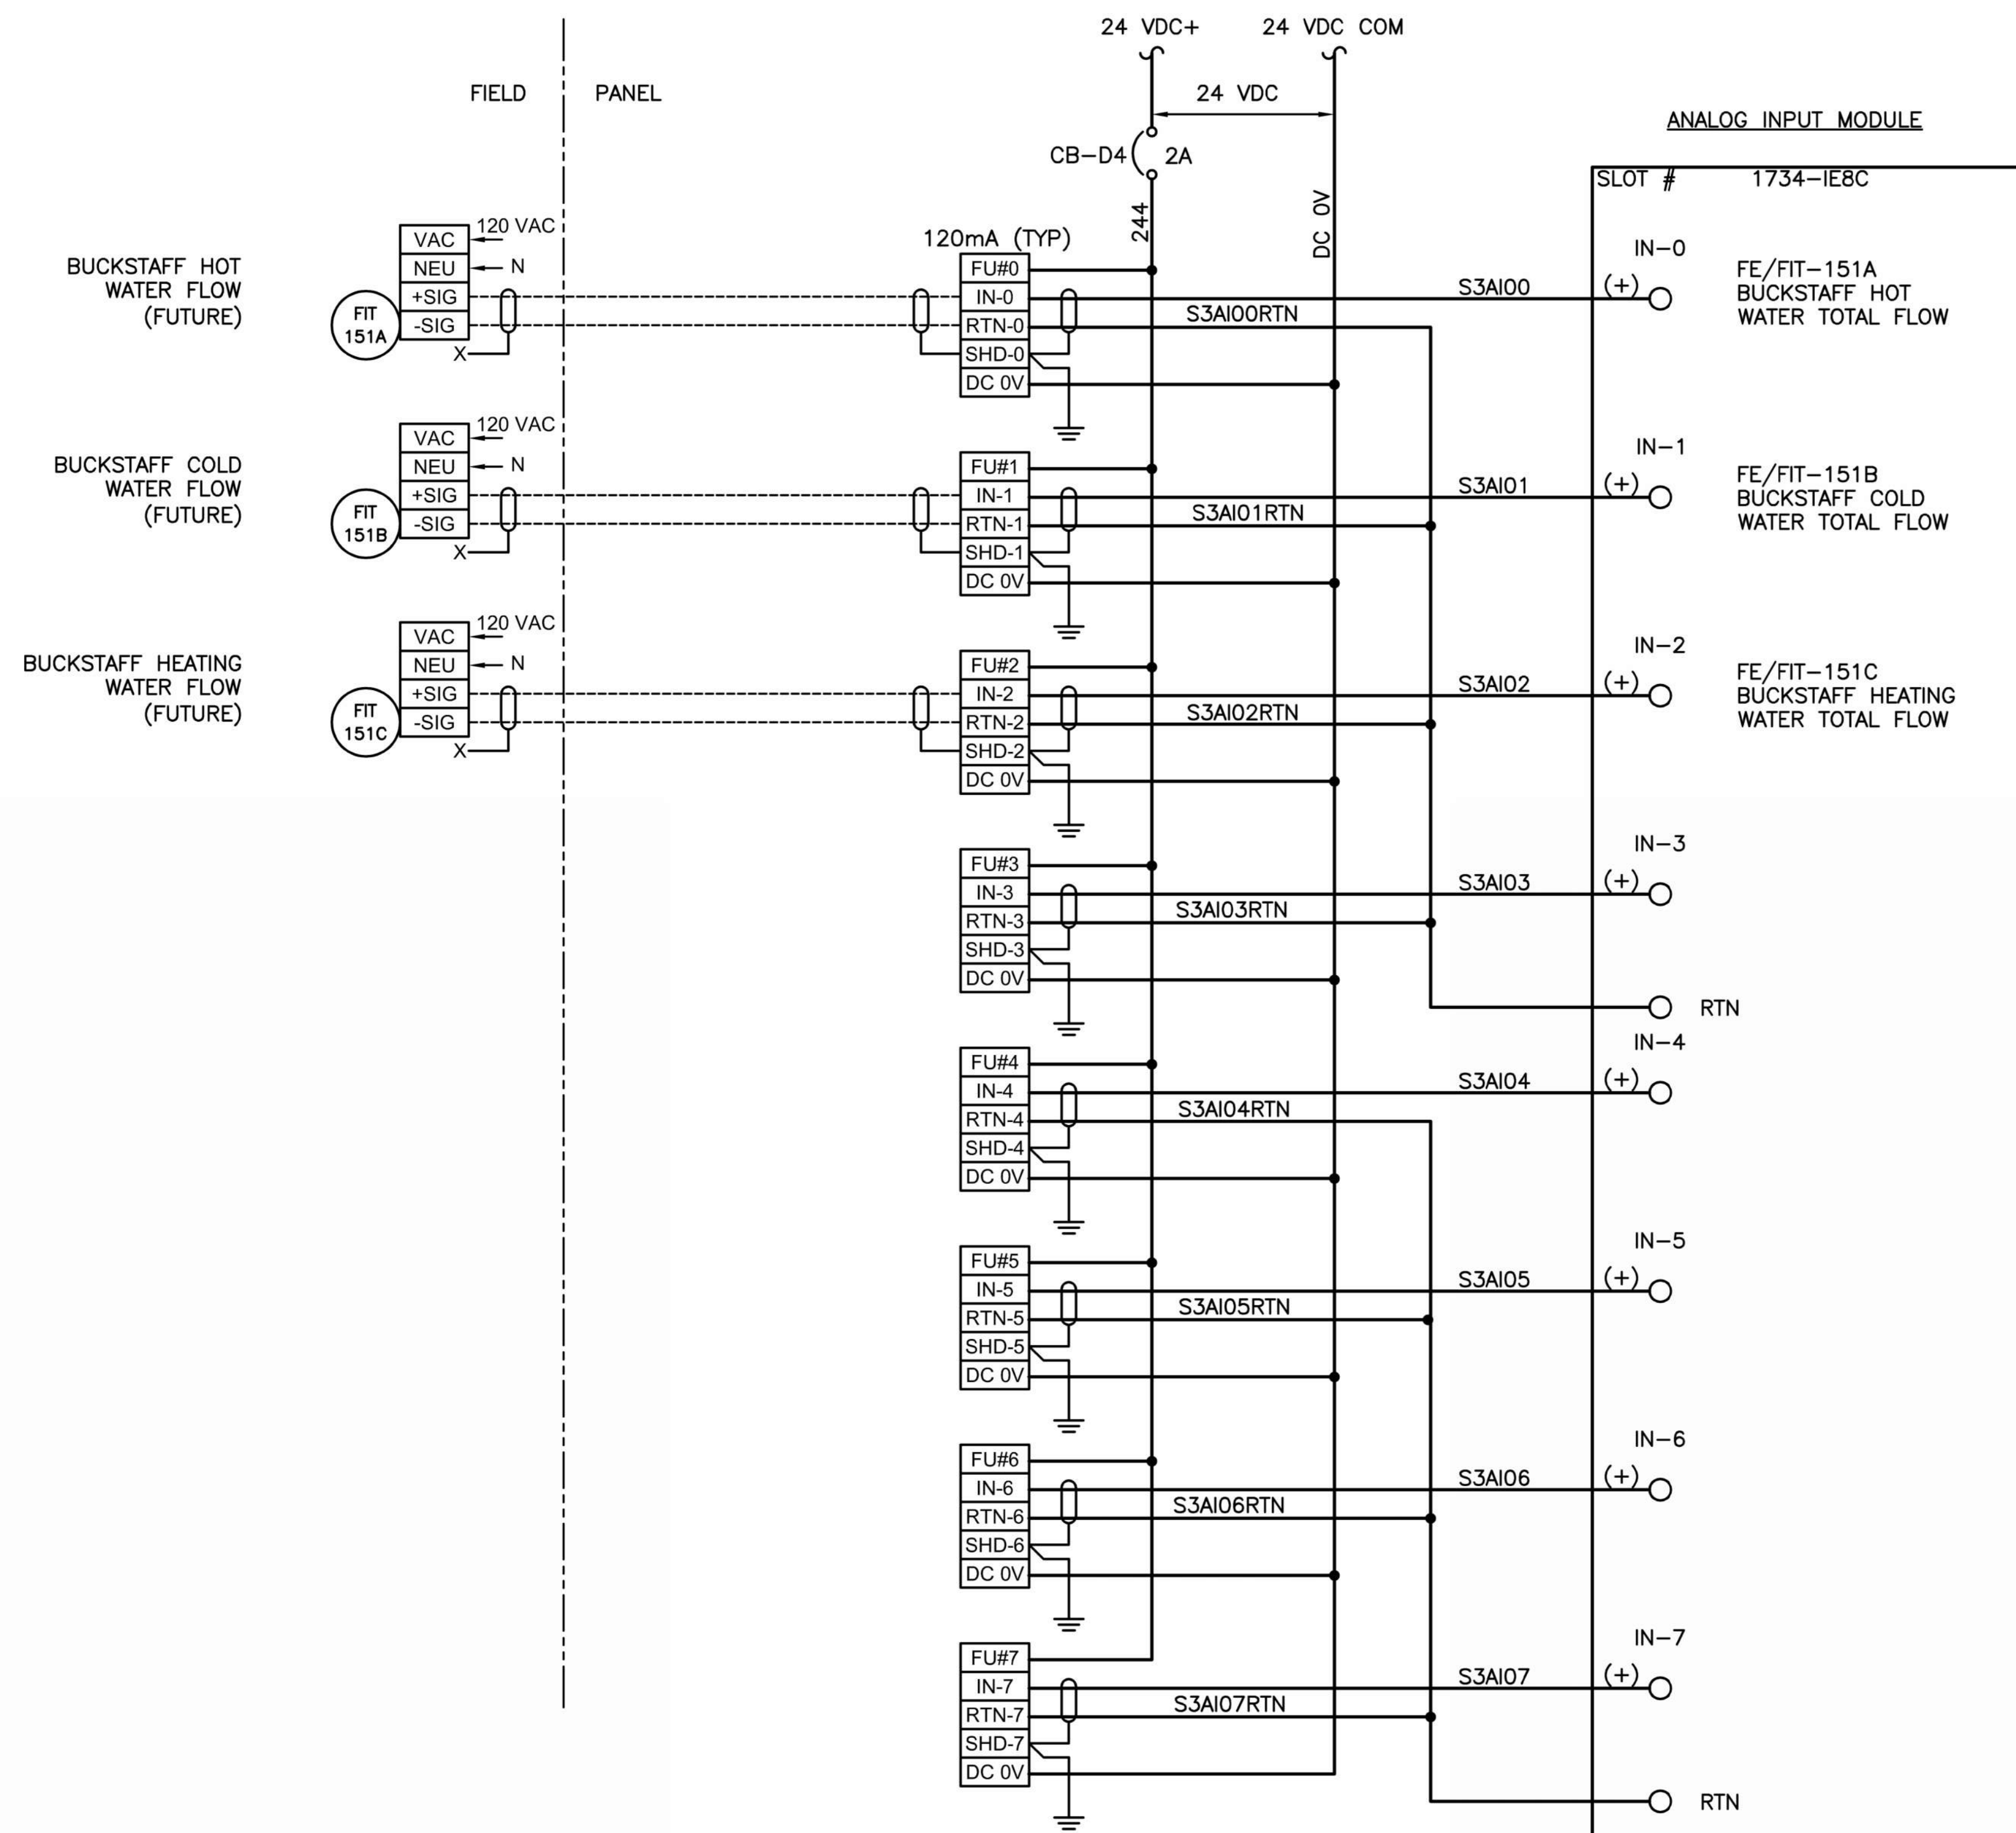 24 VDC+
24 VDC COM
FIELD
PANEL
24 VDC
ANALOG INPUT MODULE
CB-D4
2A
SLOT #
1734-IE8C
244
DC 0V
120mA (TYP)
BUCKSTAFF HOT
WATER FLOW
(FUTURE)
FIT
151A
VAC
120 VAC
NEU
N
+SIG
-SIG
X
FU#0
IN-0
RTN-0
SHD-0
DC 0V
S3AI00
S3AI00RTN
IN-0
(+)
FE/FIT-151A
BUCKSTAFF HOT
WATER TOTAL FLOW
BUCKSTAFF COLD
WATER FLOW
(FUTURE)
FIT
151B
VAC
120 VAC
NEU
N
+SIG
-SIG
X
FU#1
IN-1
RTN-1
SHD-1
DC 0V
S3AI01
S3AI01RTN
IN-1
(+)
FE/FIT-151B
BUCKSTAFF COLD
WATER TOTAL FLOW
BUCKSTAFF HEATING
WATER FLOW
(FUTURE)
FIT
151C
VAC
120 VAC
NEU
N
+SIG
-SIG
X
FU#2
IN-2
RTN-2
SHD-2
DC 0V
S3AI02
S3AI02RTN
IN-2
(+)
FE/FIT-151C
BUCKSTAFF HEATING
WATER TOTAL FLOW
FU#3
IN-3
RTN-3
SHD-3
DC 0V
S3AI03
S3AI03RTN
IN-3
(+)
RTN
FU#4
IN-4
RTN-4
SHD-4
DC 0V
S3AI04
S3AI04RTN
IN-4
(+)
FU#5
IN-5
RTN-5
SHD-5
DC 0V
S3AI05
S3AI05RTN
IN-5
(+)
FU#6
IN-6
RTN-6
SHD-6
DC 0V
S3AI06
S3AI06RTN
IN-6
(+)
FU#7
IN-7
RTN-7
SHD-7
DC 0V
S3AI07
S3AI07RTN
IN-7
(+)
RTN